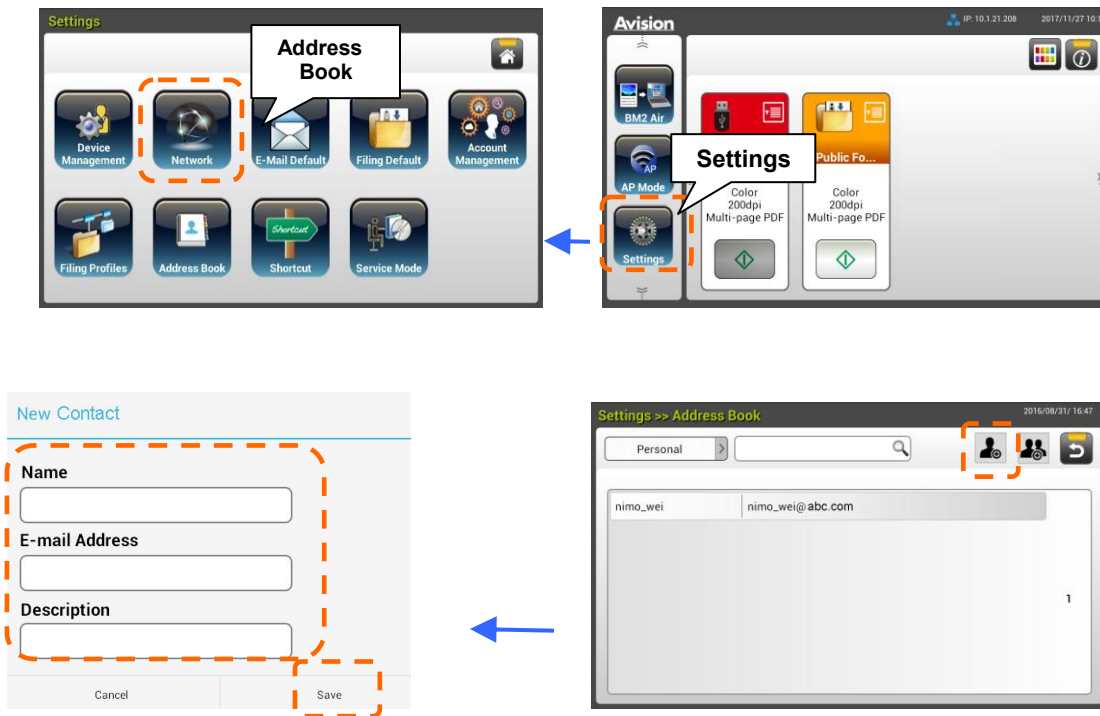 Settings
Address
Book
Device
Management
Network
E-Mail Default
Filing Default
Account
Management
Filing Profiles
Address Book
Shortcut
Shortcut
Service Mode
Avision
IP: 10.1.21.208
2017/11/27 10:1
BM2 Air
AP
AP Mode
Settings
Settings
Public Fo...
Color
200dpi
Multi-page PDF
Color
200dpi
Multi-page PDF
New Contact
Name
E-mail Address
Description
Cancel
Save
Settings >> Address Book
2016/08/31/ 16:47
Personal
nimo_wei
nimo_wei@abc.com
1